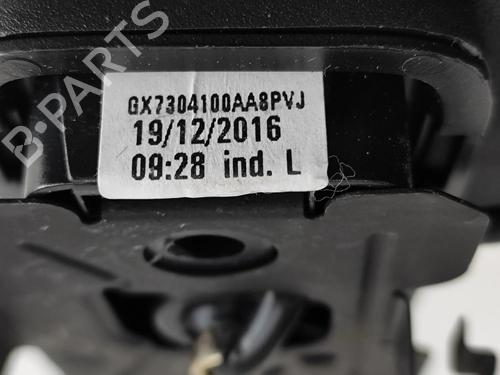 B-PARTS
GX7304100AA8PVJ
19/12/2016
09:28 ind. L